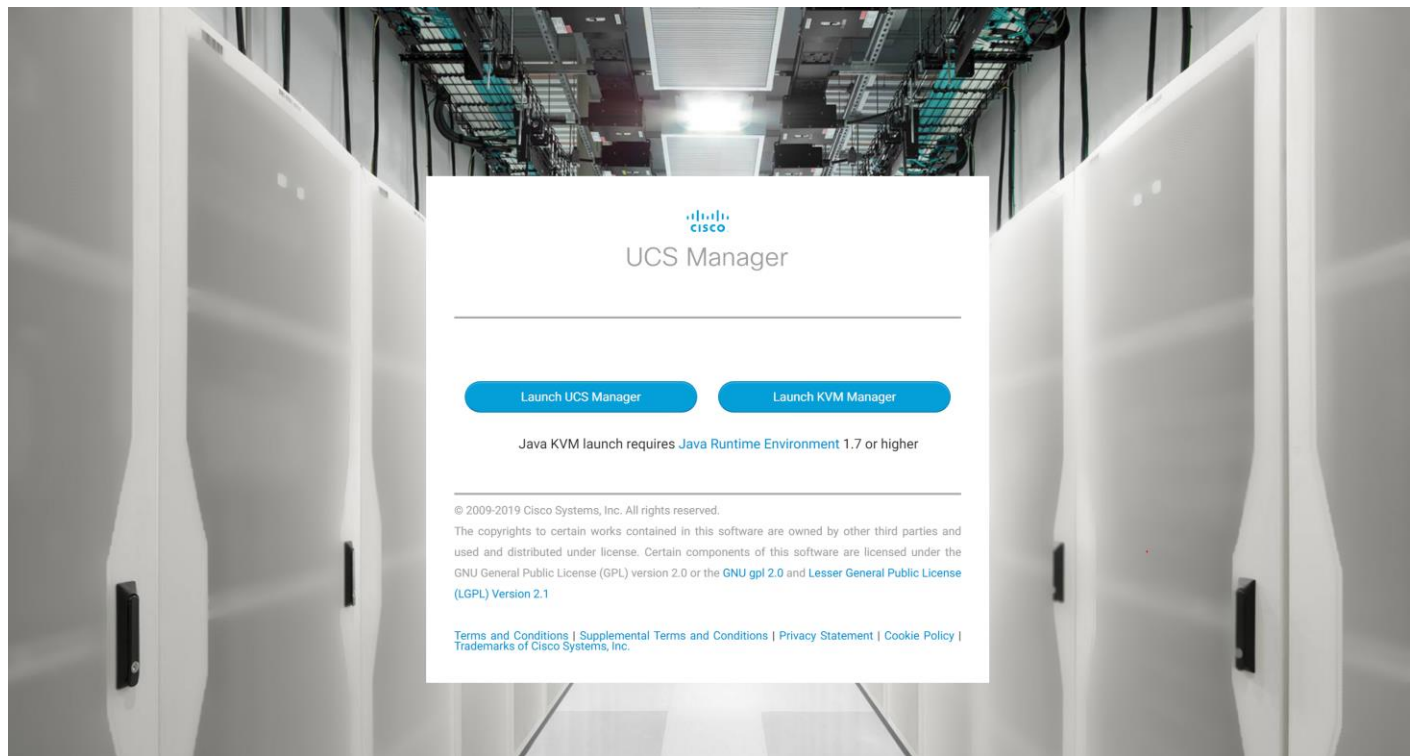 CISCO
UCS Manager
Launch UCS Manager
Launch KVM Manager
Java KVM launch requires Java Runtime Environment 1.7 or higher
© 2009-2019 Cisco Systems, Inc. All rights reserved.
The copyrights to certain works contained in this software are owned by other third parties and
used and distributed under license. Certain components of this software are licensed under the
GNU General Public License (GPL) version 2.0 or the GNU gpl 2.0 and Lesser General Public License
(LGPL) Version 2.1
Terms and Conditions | Supplemental Terms and Conditions | Privacy Statement | Cookie Policy |
Trademarks of Cisco Systems, Inc.